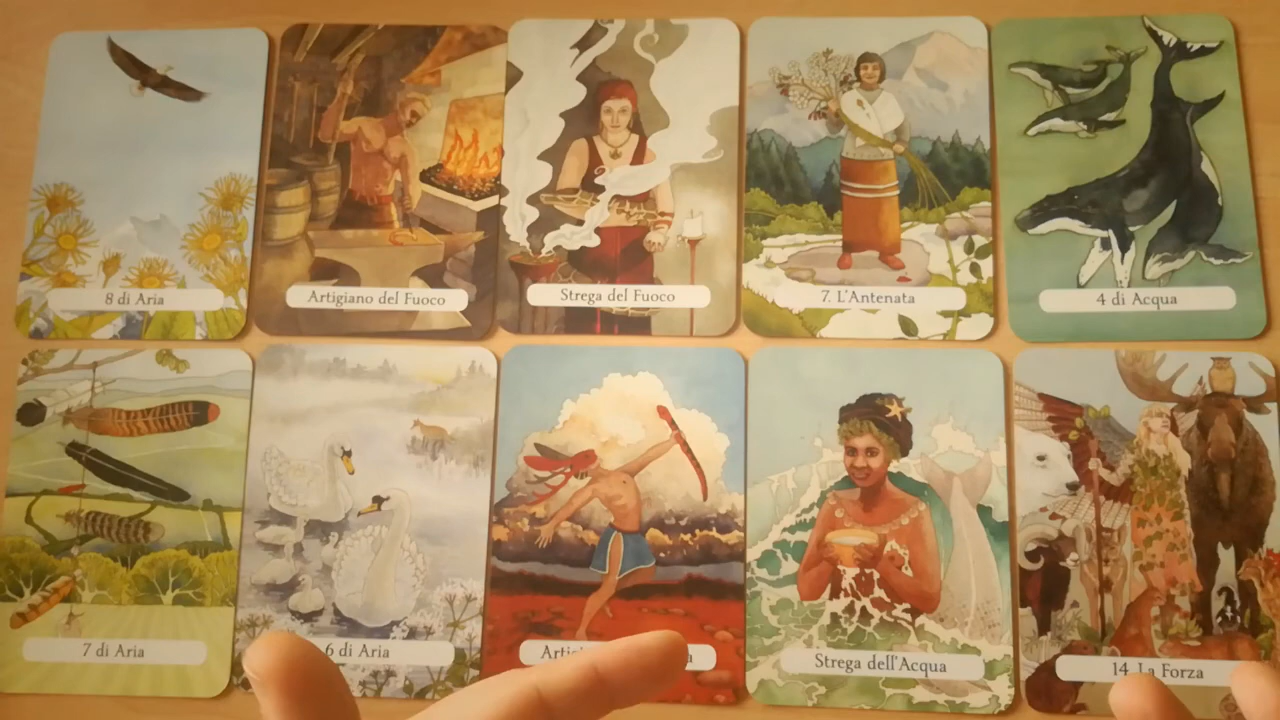 8 di Aria
Artigiano del Fuoco
Strega del Fuoco
7. L'Antenata
4 di Acqua
7 di Aria
6 di Aria
Strega dell'Acqua
14 La Forza